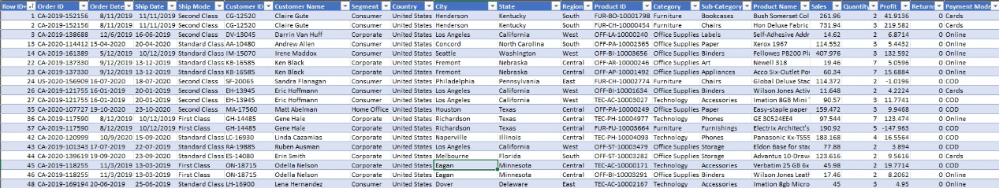 Row ID Order ID Order Date Ship Date Ship Mode Customer ID Customer Name Segment Country City State Region Product ID Category Sub-Category Product Name Sales Quantity Profit Returns Payment Mode
1 CA-2019-152156 8/11/2019 11/11/2019 Second Class CG-12520 Claire Gute Consumer United States Henderson Kentucky South FUR-BO-10001798 Furniture Bookcases Bush Somerset Col 261.96 2 41.9136 0 Cards
2 CA-2019-152156 8/11/2019 11/11/2019 Second Class CG-12520 Claire Gute Consumer United States Henderson Kentucky South FUR-CH-10000454 Furniture Chairs Hon Deluxe Fabric 731.94 3 219.582 0 Cards
3 CA-2019-138688 12/6/2019 16-06-2019 Second Class DV-13045 Darrin Van Huff Corporate United States Los Angeles California West OFF-LA-10000240 Office Supplies Labels Self-Adhesive Addr 14.62 2 6.8714 0 Online
13 CA-2020-114412 15-04-2020 20-04-2020 Standard Class AA-10480 Andrew Allen Consumer United States Concord North Carolina South OFF-PA-10002365 Office Supplies Paper Xerox 1967 114.552 3 5.4432 0 Online
14 CA-2019-161389 5/12/2019 10/12/2019 Standard Class IM-15070 Irene Maddox Consumer United States Seattle Washington West OFF-BI-10003656 Office Supplies Binders Fellowes PB200 Pl 407.976 3 132.592 0 Online
22 CA-2019-137330 9/12/2019 13-12-2019 Standard Class KB-16585 Ken Black Corporate United States Fremont Nebraska Central OFF-AR-10000246 Office Supplies Art Newell 318 19.46 7 5.0596 0 Online
23 CA-2019-137330 9/12/2019 13-12-2019 Standard Class KB-16585 Ken Black Corporate United States Fremont Nebraska Central OFF-AP-10001492 Office Supplies Appliances Acco Six-Outlet Po 60.34 7 15.6884 0 Online
24 US-2020-156909 16-07-2020 18-07-2020 Second Class SF-20065 Sandra Flanagan Consumer United States Philadelphia Pennsylvania East FUR-CH-10002774 Furniture Chairs Global Deluxe Stac 114.372 2 -1.0196 0 COD
26 CA-2019-121755 16-01-2019 20-01-2019 Second Class EH-13945 Eric Hoffmann Consumer United States Los Angeles California West OFF-BI-10001634 Office Supplies Binders Wilson Jones Activ 11.648 2 4.2224 0 COD
27 CA-2019-121755 16-01-2019 20-01-2019 Second Class EH-13945 Eric Hoffmann Consumer United States Los Angeles California West TEC-AC-10003027 Technology Accessories Imation 8GB Mini 90.57 3 11.7741 0 COD
35 CA-2020-107727 19-10-2020 23-10-2020 Second Class MA-17560 Matt Abelman Home Office United States Houston Texas Central OFF-PA-10000249 Office Supplies Paper Easy-staple paper 159.472 3 9.9468 0 COD
36 CA-2019-117590 8/12/2019 10/12/2019 First Class GH-14485 Gene Hale Corporate United States Richardson Texas Central TEC-PH-10004977 Technology Phones GE 30524EE4 97.544 7 123.474 0 Online
37 CA-2019-117590 8/12/2019 10/12/2019 First Class GH-14485 Gene Hale Corporate United States Richardson Texas Central FUR-FU-10003664 Furniture Furnishings Electrix Architect's 190.92 5 -147.963 0 COD
42 CA-2020-120999 10/9/2020 15-09-2020 Standard Class LC-16930 Linda Cazamias Corporate United States Naperville Illinois Central TEC-PH-10004093 Technology Phones Panasonic Kx-TS55 183.168 4 16.5564 0 COD
43 CA-2019-101343 17-07-2019 22-07-2019 Standard Class RA-19885 Ruben Ausman Corporate United States Los Angeles California West OFF-ST-10003479 Office Supplies Storage Eldon Base for stac 77.88 2 3.894 0 COD
44 CA-2020-139619 19-09-2020 23-09-2020 Standard Class ES-14080 Erin Smith Corporate United States Melbourne Florida South OFF-ST-10003282 Office Supplies Storage Advantus 10-Draw 123.616 2 9.5616 0 Cards
45 CA-2019-118255 11/3/2019 13-03-2019 First Class ON-18715 Odella Nelson Corporate United States Eagan Minnesota Central TEC-AC-10000171 Technology Accessories Verbatim 25 GB 6x 45.98 2 19.7714 0 COD
46 CA-2019-118255 11/3/2019 13-03-2019 First Class ON-18715 Odella Nelson Corporate United States Eagan Minnesota Central OFF-BI-10003291 Office Supplies Binders Wilson Jones Leath 17.46 2 8.2062 0 Online
48 CA-2019-169194 20-06-2019 25-06-2019 Standard Class LH-16900 Lena Hernandez Consumer United States Dover Delaware East TEC-AC-10002167 Technology Accessories Imation 8gb Micro 45 3 4.95 0 Online